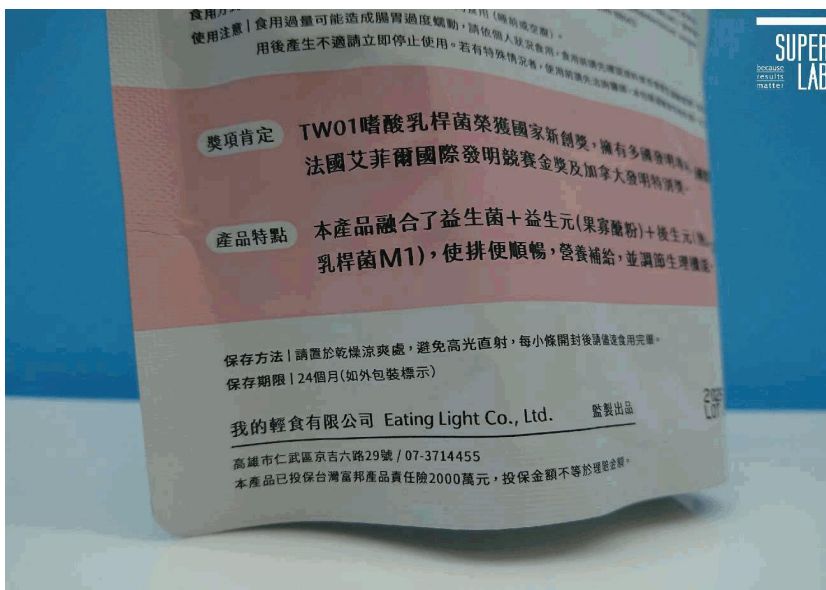 使用注意|食用過量可能造成腸胃過度蠕動,請依個人狀況食用,
用後產生不適請立即停止使用。若有特殊情況者,
獎項肯定
TW01嗜酸乳桿菌榮獲國家新創獎,擁有多國發明專
法國艾菲爾國際發明競賽金獎及加拿大發明特別獎。
產品特點
本產品融合了益生菌+益生元(果寡醣粉)+後生元
乳桿菌M1),使排便順暢,營養補給,並調節生理機能。
保存方法|請置於乾燥涼爽處,避免高光直射,每小條開封後請儘速食用完畢。
保存期限|24個月(如外包裝標示)
我的輕食有限公司 Eating Light Co., Ltd. 監製出品
高雄市仁武區京吉六路29號 / 07-3714455
本產品已投保台灣富邦產品責任險2000萬元,投保金額不等於理賠金額。
LOT
SUPER
LAB
because
results
matter